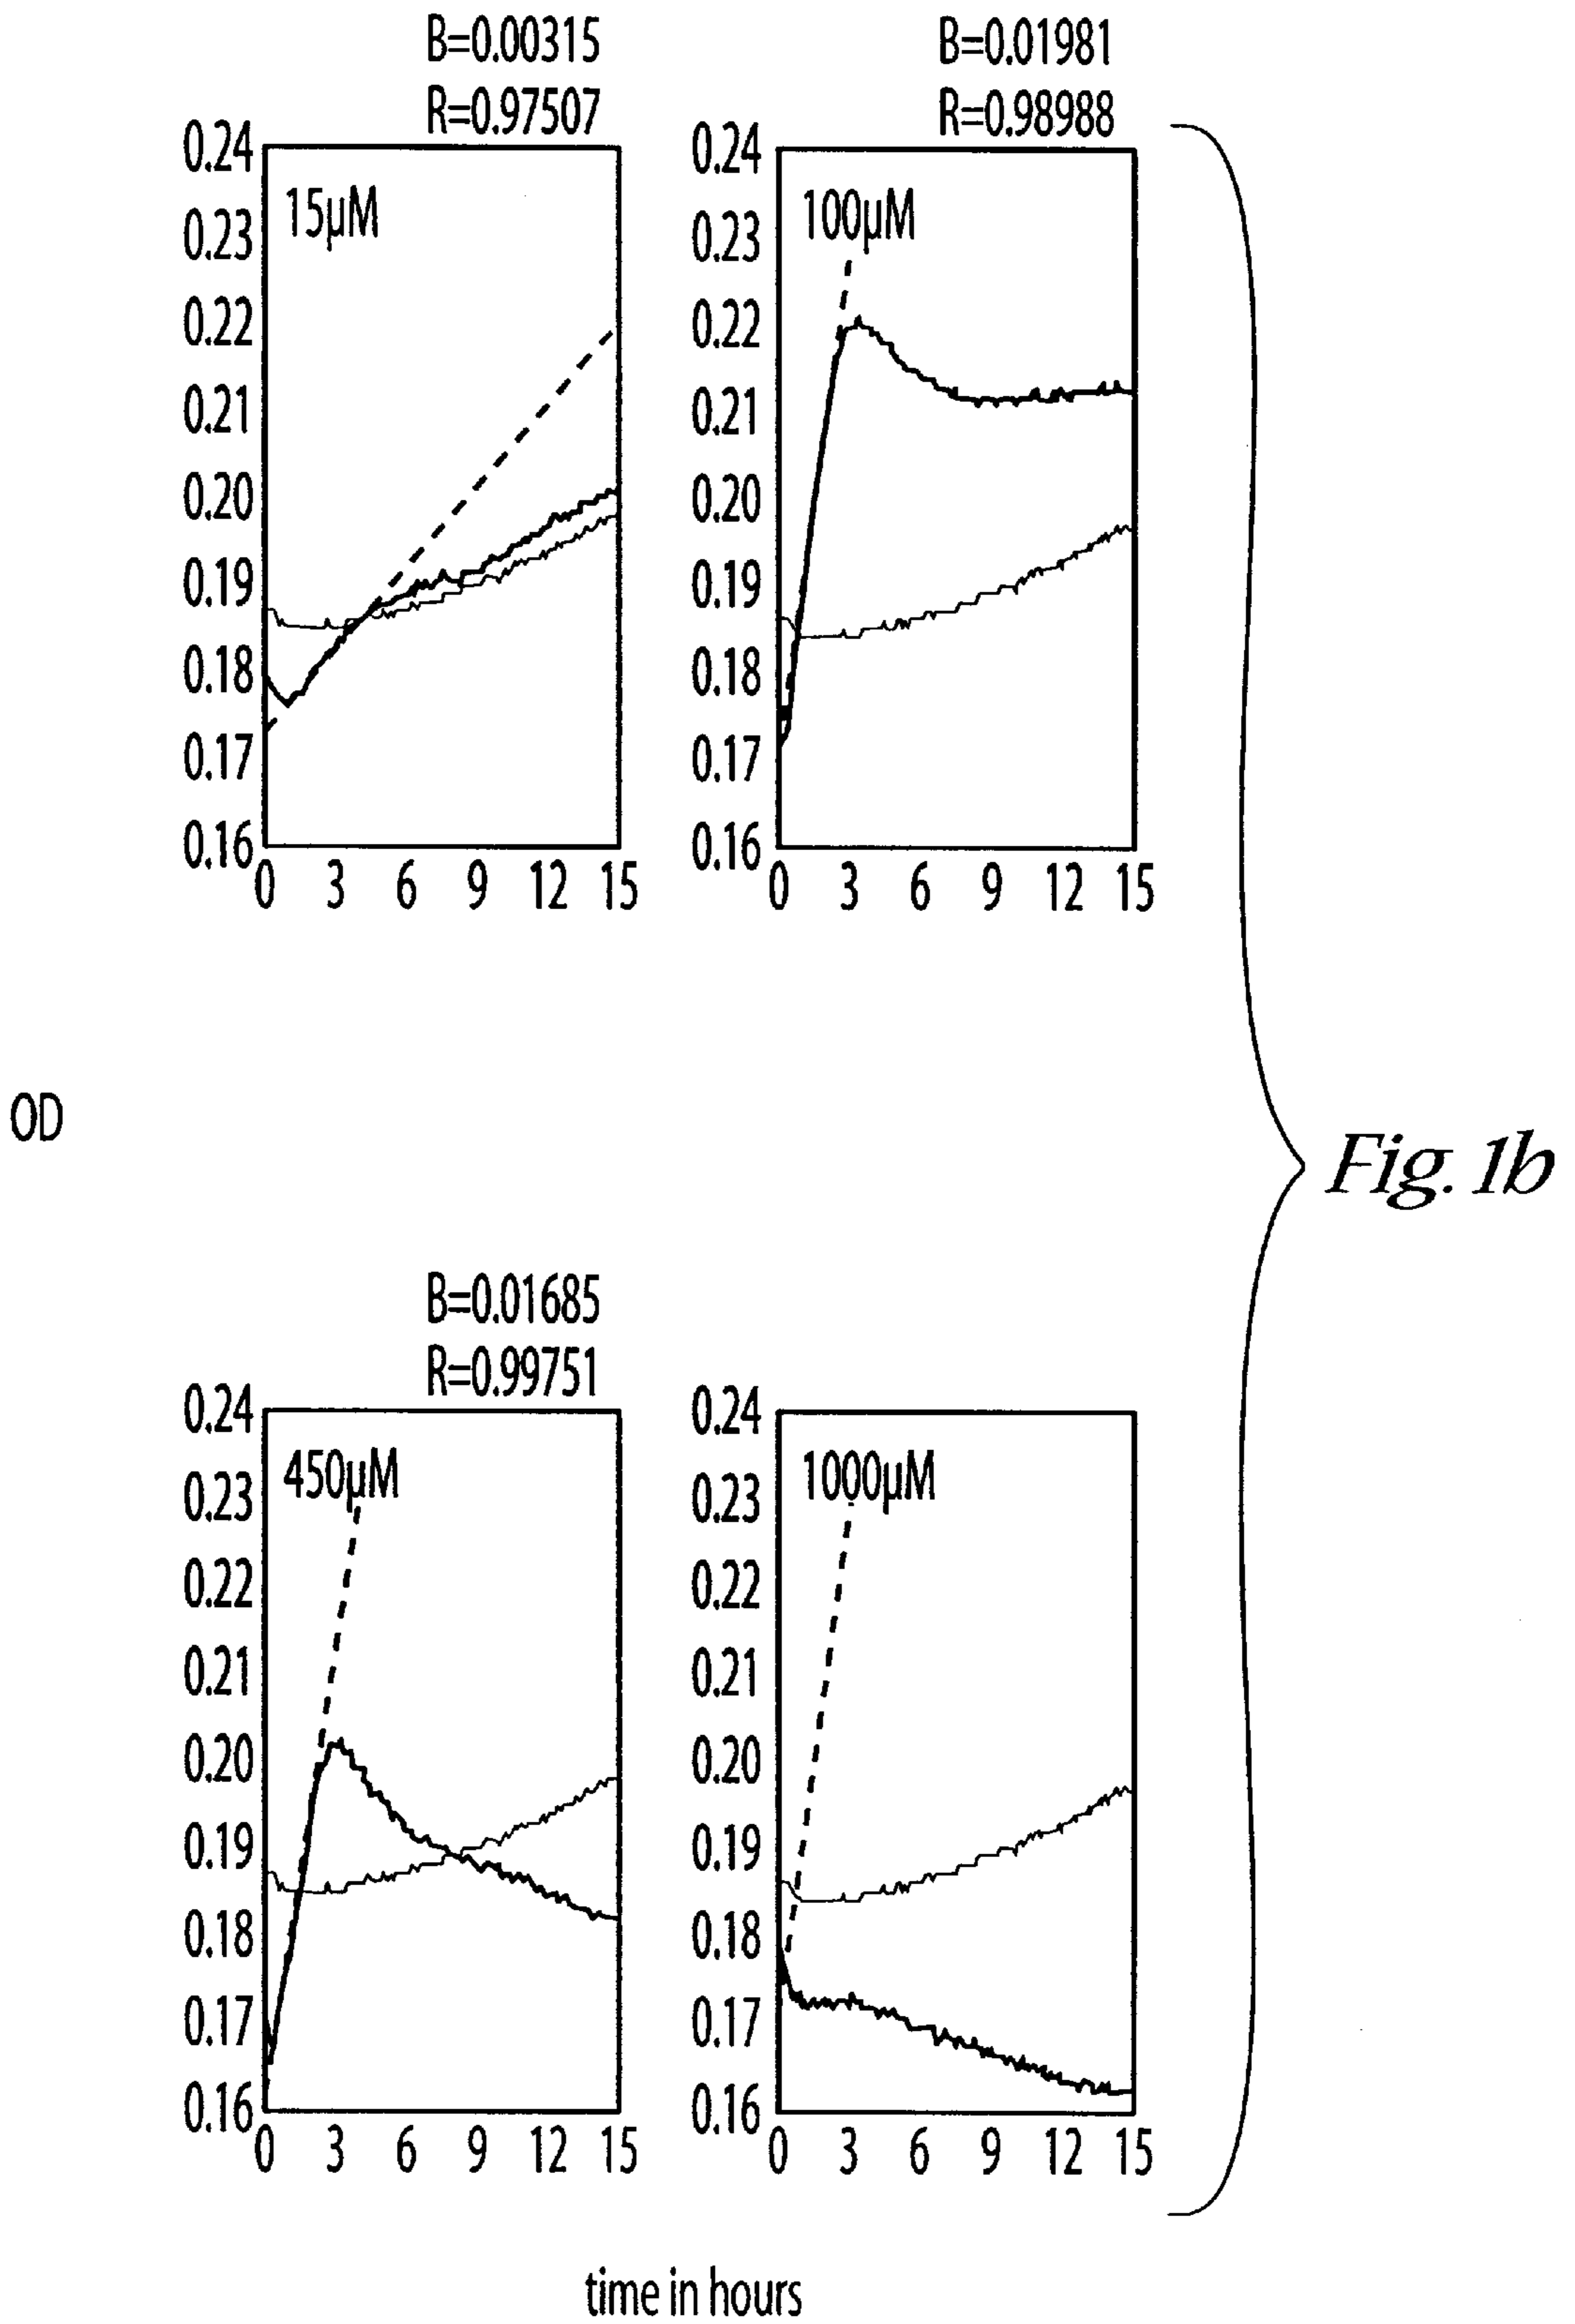 B=0.00315
R=0.97507
B=0.01981
R=0.98988
0.24
0.23
0.22
0.21
0.20
0.19
0.18
0.17
0.16
15µM
0 3 6 9 12 15
0.24
0.23
0.22
0.21
0.20
0.19
0.18
0.17
0.16
100µM
0 3 6 9 12 15
OD
Fig. 1b
B=0.01685
R=0.99751
0.24
0.23
0.22
0.21
0.20
0.19
0.18
0.17
0.16
450µM
0 3 6 9 12 15
0.24
0.23
0.22
0.21
0.20
0.19
0.18
0.17
0.16
1000µM
0 3 6 9 12 15
time in hours